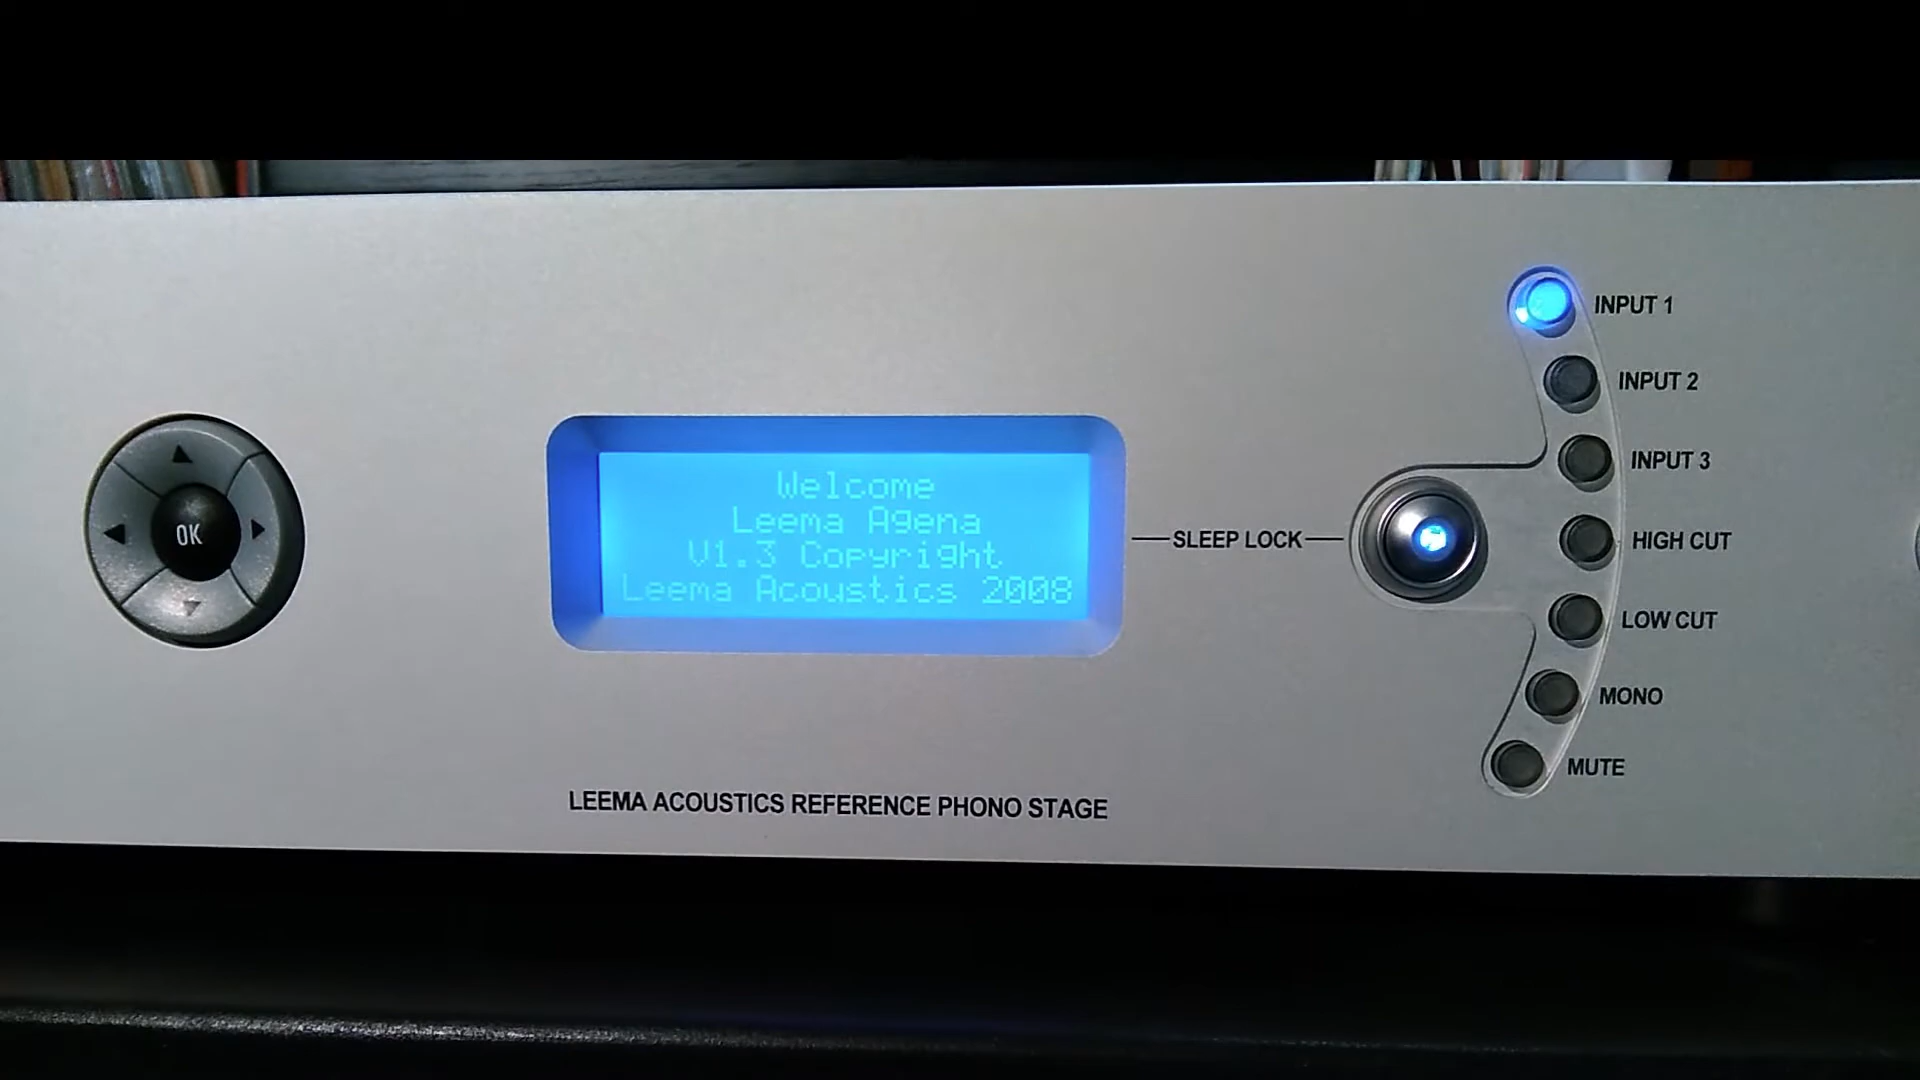 OK
Welcome
Leema Agena
V1.3 Copyright
Leema Acoustics 2008
SLEEP LOCK
INPUT 1
INPUT 2
INPUT 3
HIGH CUT
LOW CUT
MONO
MUTE
LEEMA ACOUSTICS REFERENCE PHONO STAGE